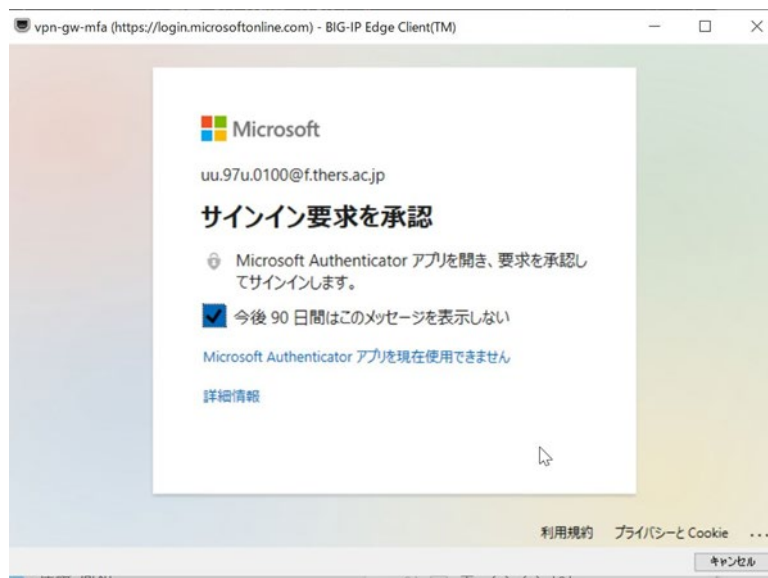 vpn-gw-mfa (https://login.microsoftonline.com) - BIG-IP Edge Client(TM)
Microsoft
uu.97u.0100@f.thers.ac.jp
サインイン要求を承認
Microsoft Authenticator アプリを開き、要求を承認し
てサインインします。
今後 90 日間はこのメッセージを表示しない
Microsoft Authenticator アプリを現在使用できません
詳細情報
利用規約 プライバシーと Cookie ...
キャンセル